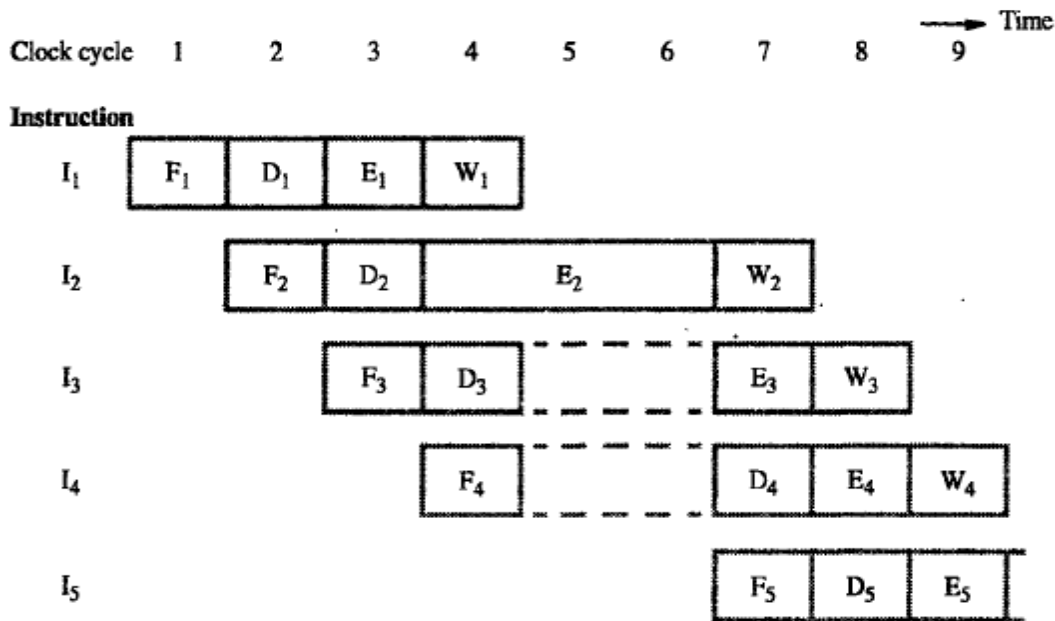 Time
Clock cycle 1 2 3 4 5 6 7 8 9
Instruction
I₁ F₁ D₁ E₁ W₁
I₂ F₂ D₂ E₂ W₂
I₃ F₃ D₃ E₃ W₃
I₄ F₄ D₄ E₄ W₄
I₅ F₅ D₅ E₅